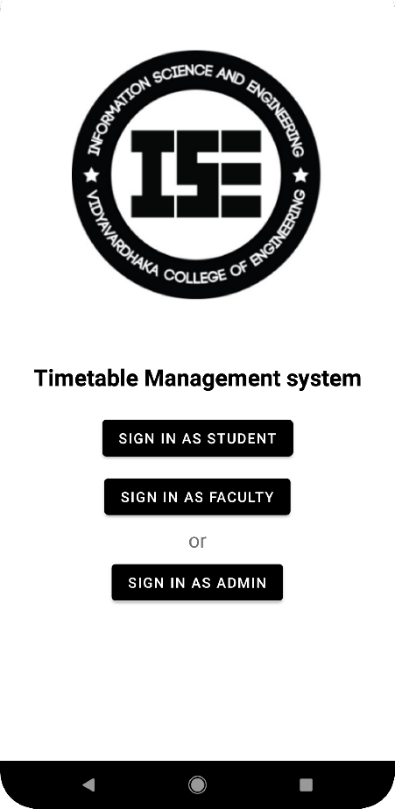 INFORMATION SCIENCE AND ENGINEERING
ISE
VIDYAVARDHAKA COLLEGE OF ENGINEERING
Timetable Management system
SIGN IN AS STUDENT
SIGN IN AS FACULTY
or
SIGN IN AS ADMIN